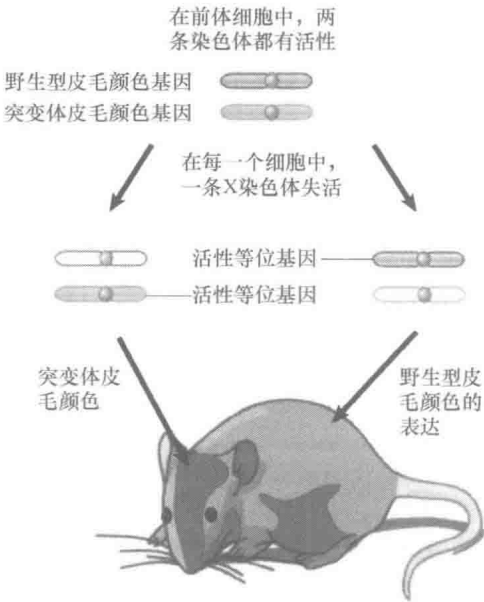 在前体细胞中，两
条染色体都有活性
野生型皮毛颜色基因
突变体皮毛颜色基因
在每一个细胞中，
一条X染色体失活
活性等位基因
活性等位基因
突变体皮
毛颜色
野生型皮
毛颜色的
表达